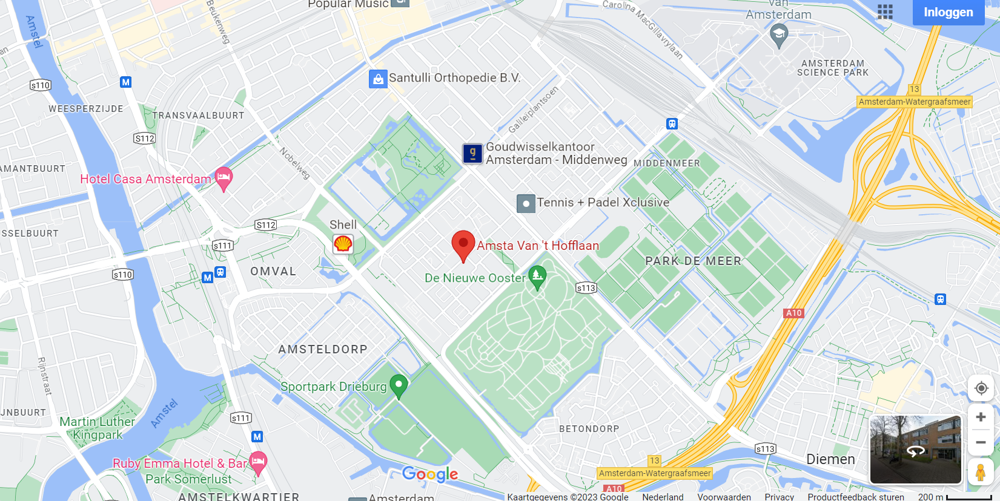 Popular Music
Beukenweg
Amstel
Carolina MacGillavrylaan
van
Amsterdam
Inloggen
AMSTERDAM
SCIENCE PARK
s110
M
Santulli Orthopedie B.V.
Galileïplantsoen
13
Amsterdam-Watergraafsmeer
WEESPERZIJDE
TRANSVAALBUURT
S112
Nobelweg
g
Goudwisselkantoor
Amsterdam - Middenweg
MIDDENMEER
AMANTBUURT
Hotel Casa Amsterdam
Tennis + Padel Xclusive
Shell
S112
SSELBUURT
s111
Amsta Van 't Hofflaan
PARK DE MEER
OMVAL
s110
M
De Nieuwe Ooster
s113
A10
AMSTELDORP
Rijnstraat
Sportpark Drieburg
JNBUURT
Amstel
Martin Luther
Kingpark
s111
M
BETONDORP
s113
Diemen
Ruby Emma Hotel & Bar
Park Somerlust
13
Amsterdam-Watergraafsmeer
A10
Google
AMSTELKWARTIER
Amsterdam
Kaartgegevens ©2023 Google Nederland Voorwaarden Privacy Productfeedback sturen 200 m